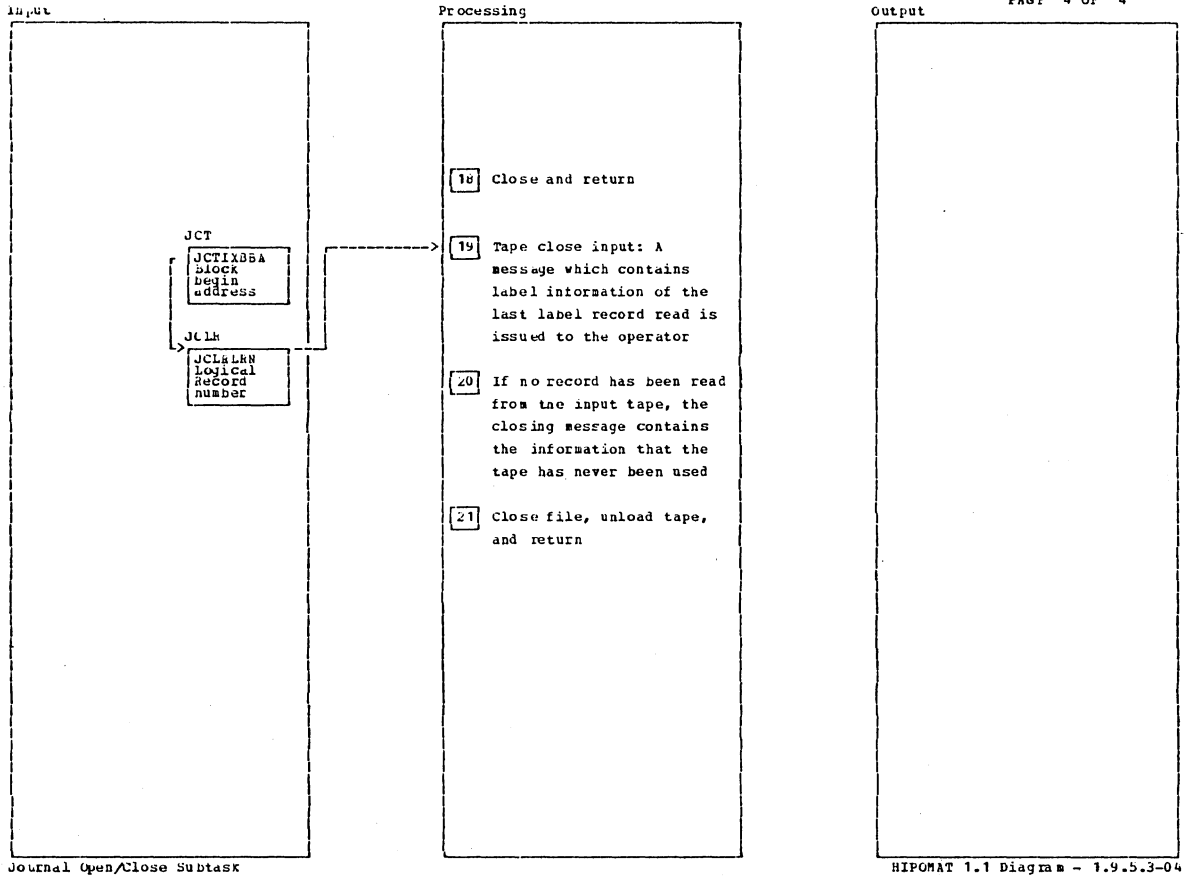 Input
Processing
Output
PAGE 4 OF 4
18 Close and return
JCT
JCTIXBBA
block
begin
address
JCLR
JCLRLRN
Logical
Record
number
19 Tape close input: A
message which contains
label information of the
last label record read is
issued to the operator
20 If no record has been read
from the input tape, the
closing message contains
the information that the
tape has never been used
21 Close file, unload tape,
and return
Journal Open/Close Subtask
HIPOMAT 1.1 Diagram - 1.9.5.3-04